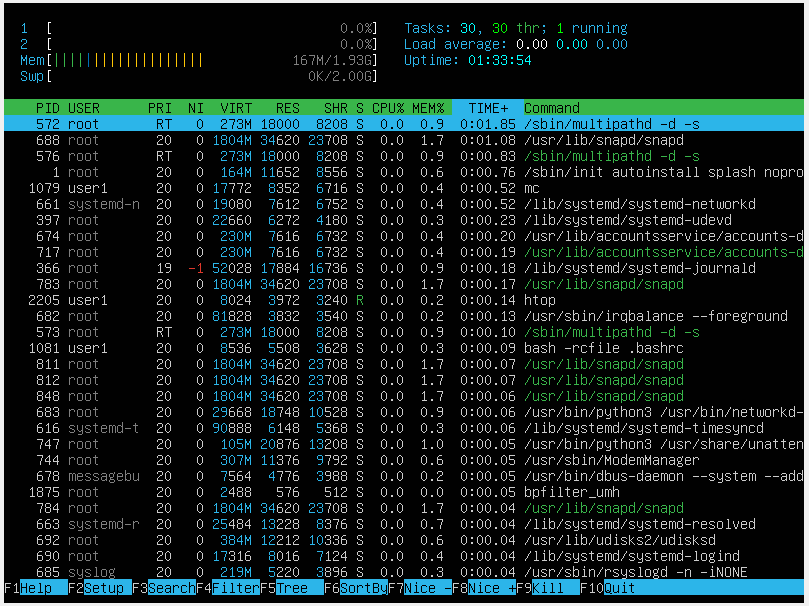 1 [ 0.0%] Tasks: 30, 30 thr; 1 running
2 [ 0.0%] Load average: 0.00 0.00 0.00
Mem[||||||||||||||||||| 167M/1.93G] Uptime: 01:33:54
Swp[ 0K/2.00G]
PID USER PRI NI VIRT RES SHR S CPU% MEM% TIME+ Command
572 root RT 0 273M 18000 8208 S 0.0 0.9 0:01.85 /sbin/multipathd -d -s
688 root 20 0 1804M 34620 23708 S 0.0 1.7 0:01.08 /usr/lib/snapd/snapd
576 root RT 0 273M 18000 8208 S 0.0 0.9 0:00.83 /sbin/multipathd -d -s
1 root 20 0 164M 11652 8556 S 0.0 0.6 0:00.76 /sbin/init autoinstall splash nopro
1079 user1 20 0 17772 8352 6716 S 0.0 0.4 0:00.52 mc
661 systemd-n 20 0 19080 7612 6752 S 0.0 0.4 0:00.30 /lib/systemd/systemd-networkd
397 root 20 0 22660 6272 4180 S 0.0 0.3 0:00.23 /lib/systemd/systemd-udevd
674 root 20 0 230M 7616 6732 S 0.0 0.4 0:00.20 /usr/lib/accountsservice/accounts-d
717 root 20 0 230M 7616 6732 S 0.0 0.4 0:00.19 /usr/lib/accountsservice/accounts-d
366 root 19 -1 52028 17884 16736 S 0.0 0.9 0:00.18 /lib/systemd/systemd-journald
783 root 20 0 1804M 34620 23708 S 0.0 1.7 0:00.17 /usr/lib/snapd/snapd
2205 user1 20 0 8024 3972 3240 R 0.0 0.2 0:00.14 htop
682 root 20 0 81828 3832 3540 S 0.0 0.2 0:00.13 /usr/sbin/irqbalance --foreground
573 root RT 0 273M 18000 8208 S 0.0 0.9 0:00.10 /sbin/multipathd -d -s
1081 user1 20 0 8536 5508 3628 S 0.0 0.3 0:00.09 bash -rcfile .bashrc
811 root 20 0 1804M 34620 23708 S 0.0 1.7 0:00.07 /usr/lib/snapd/snapd
812 root 20 0 1804M 34620 23708 S 0.0 1.7 0:00.07 /usr/lib/snapd/snapd
848 root 20 0 1804M 34620 23708 S 0.0 1.7 0:00.06 /usr/lib/snapd/snapd
683 root 20 0 29668 18748 10528 S 0.0 0.9 0:00.06 /usr/bin/python3 /usr/bin/networkd-
616 systemd-t 20 0 90888 6148 5368 S 0.0 0.3 0:00.06 /lib/systemd/systemd-timesyncd
747 root 20 0 105M 20876 13208 S 0.0 1.0 0:00.05 /usr/bin/python3 /usr/share/unatten
744 root 20 0 307M 11376 9792 S 0.0 0.6 0:00.05 /usr/sbin/ModemManager
678 messagebu 20 0 7564 4776 3988 S 0.0 0.2 0:00.05 /usr/bin/dbus-daemon --system --add
1875 root 20 0 2488 576 512 S 0.0 0.0 0:00.05 bpfilter_umh
784 root 20 0 1804M 34620 23708 S 0.0 1.7 0:00.04 /usr/lib/snapd/snapd
663 systemd-r 20 0 25484 13228 8376 S 0.0 0.7 0:00.04 /lib/systemd/systemd-resolved
692 root 20 0 384M 12212 10336 S 0.0 0.6 0:00.04 /usr/lib/udisks2/udisksd
690 root 20 0 17316 8016 7124 S 0.0 0.4 0:00.04 /lib/systemd/systemd-logind
685 syslog 20 0 219M 5220 3896 S 0.0 0.3 0:00.04 /usr/sbin/rsyslogd -n -iNONE
F1Help F2Setup F3SearchF4FilterF5Tree F6SortByF7Nice -F8Nice +F9Kill F10Quit